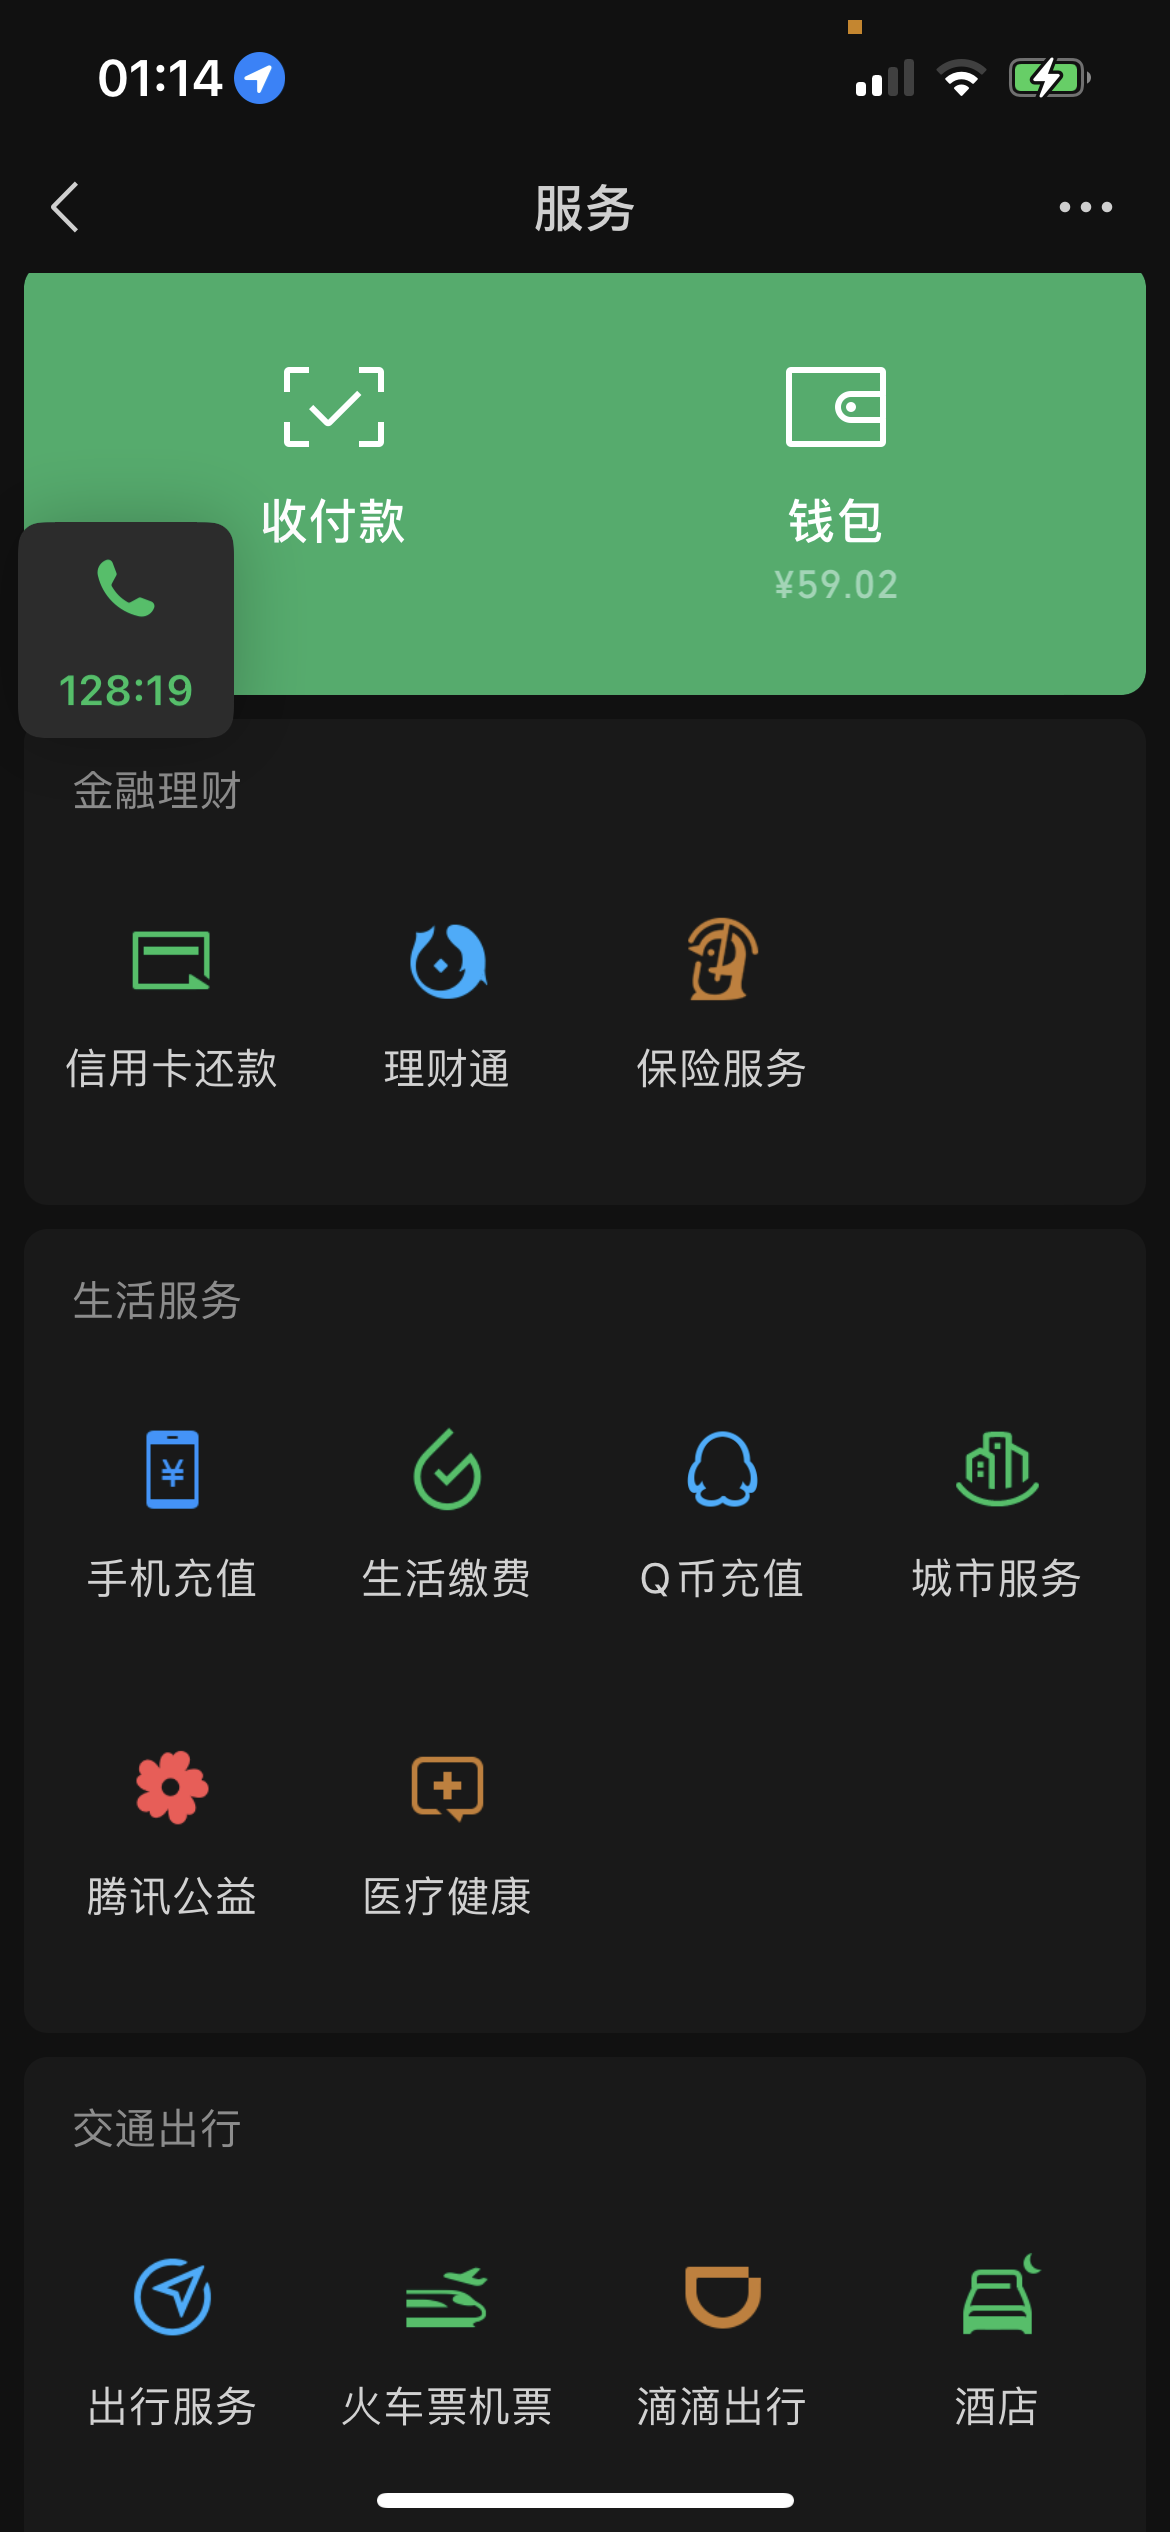 01:14
服务
收付款
钱包
¥59.02
128:19
金融理财
信用卡还款
理财通
保险服务
生活服务
手机充值
生活缴费
Q币充值
城市服务
腾讯公益
医疗健康
交通出行
出行服务
火车票机票
滴滴出行
酒店